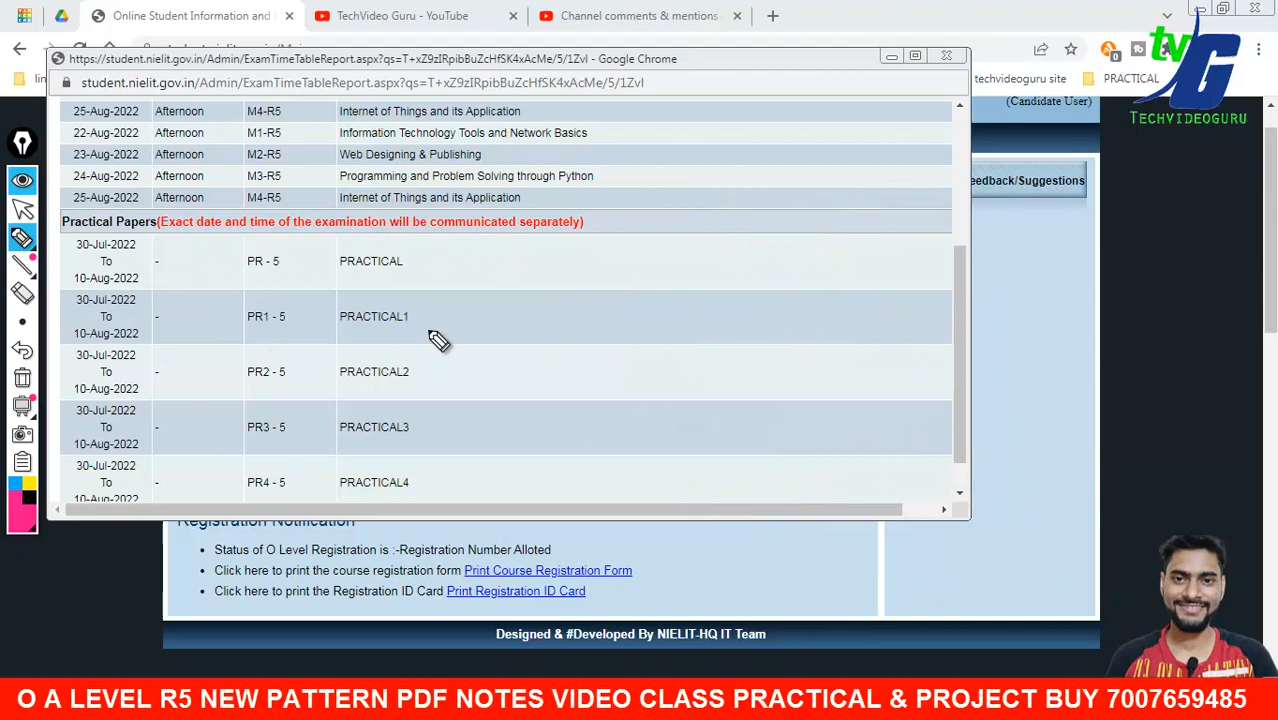 Online Student Information and
TechVideo Guru - YouTube
Channel comments & mentions
https://student.nielit.gov.in/Admin/ExamTimeTableReport.aspx?qs=T+xZ9zIRpibBuZcHfSK4xAcMe/5/1ZvI - Google Chrome
student.nielit.gov.in/Admin/ExamTimeTableReport.aspx?qs=T+xZ9zIRpibBuZcHfSK4xAcMe/5/1ZvI
techvideoguru site
PRACTICAL
tvG
TECHVIDEOGURU
(Candidate User)
eedback/Suggestions
25-Aug-2022 Afternoon M4-R5 Internet of Things and its Application
22-Aug-2022 Afternoon M1-R5 Information Technology Tools and Network Basics
23-Aug-2022 Afternoon M2-R5 Web Designing & Publishing
24-Aug-2022 Afternoon M3-R5 Programming and Problem Solving through Python
25-Aug-2022 Afternoon M4-R5 Internet of Things and its Application
Practical Papers(Exact date and time of the examination will be communicated separately)
30-Jul-2022
To - PR - 5 PRACTICAL
10-Aug-2022
30-Jul-2022
To - PR1 - 5 PRACTICAL1
10-Aug-2022
30-Jul-2022
To - PR2 - 5 PRACTICAL2
10-Aug-2022
30-Jul-2022
To - PR3 - 5 PRACTICAL3
10-Aug-2022
30-Jul-2022
To - PR4 - 5 PRACTICAL4
10-Aug-2022
Registration Notification
• Status of O Level Registration is :-Registration Number Alloted
• Click here to print the course registration form Print Course Registration Form
• Click here to print the Registration ID Card Print Registration ID Card
Designed & #Developed By NIELIT-HQ IT Team
O A LEVEL R5 NEW PATTERN PDF NOTES VIDEO CLASS PRACTICAL & PROJECT BUY 7007659485